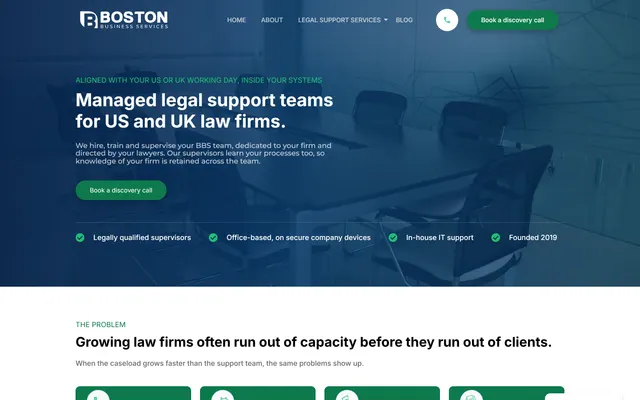 BOSTON
BUSINESS SERVICES
HOME
ABOUT
LEGAL SUPPORT SERVICES
BLOG
Book a discovery call
ALIGNED WITH YOUR US OR UK WORKING DAY, INSIDE YOUR SYSTEMS
Managed legal support teams
for US and UK law firms.
We hire, train and supervise your BBS team, dedicated to your firm and
directed by your lawyers. Our supervisors learn your processes too, so
knowledge of your firm is retained across the team.
Book a discovery call
Legally qualified supervisors
Office-based, on secure company devices
In-house IT support
Founded 2019
THE PROBLEM
Growing law firms often run out of capacity before they run out of clients.
When the caseload grows faster than the support team, the same problems show up.